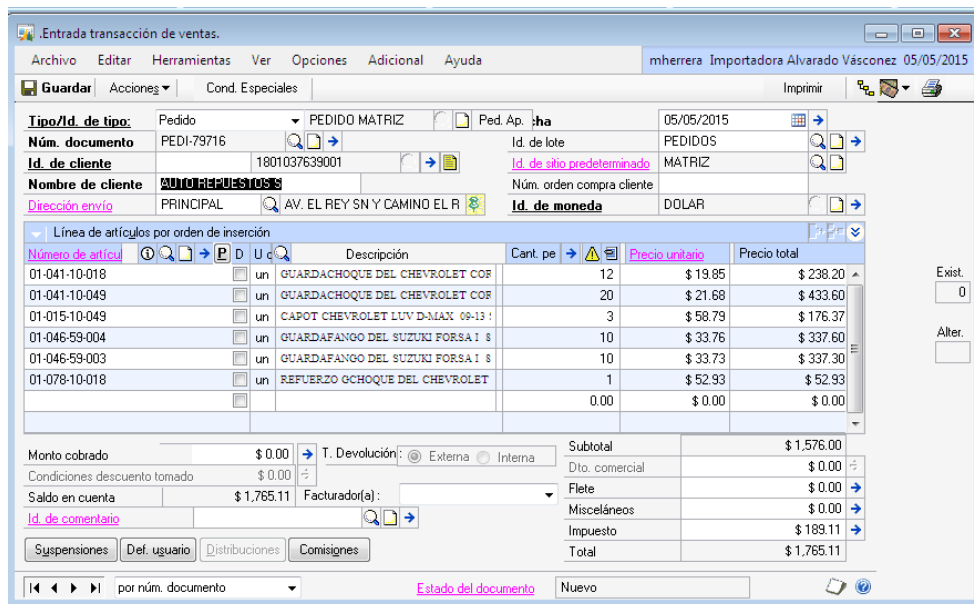 .Entrada transacción de ventas.
Archivo Editar Herramientas Ver Opciones Adicional Ayuda mherrera Importadora Alvarado Vásconez 05/05/2015
Guardar Acciones Cond. Especiales Imprimir
Tipo/Id. de tipo: Pedido PEDIDO MATRIZ Ped. Ap. :ha 05/05/2015
Núm. documento PEDI-79716 Id. de lote PEDIDOS
Id. de cliente 1801037639001 Id. de sitio predeterminado MATRIZ
Nombre de cliente AUTO REPUESTOS S Núm. orden compra cliente
Dirección envío PRINCIPAL AV. EL REY SN Y CAMINO EL R Id. de moneda DOLAR
Línea de artículos por orden de inserción
Número de artícul P D U d Descripción Cant. pe Precio unitario Precio total
01-041-10-018 un GUARDACHOQUE DEL CHEVROLET COF 12 $ 19.85 $ 238.20 Exist.
01-041-10-049 un GUARDACHOQUE DEL CHEVROLET COF 20 $ 21.68 $ 433.60 0
01-015-10-049 un CAPOT CHEVROLET LUV D-MAX 09-13 3 $ 58.79 $ 176.37
01-046-59-004 un GUARDAFANGO DEL SUZUKI FORSA I S 10 $ 33.76 $ 337.60 Alter.
01-046-59-003 un GUARDAFANGO DEL SUZUKI FORSA I S 10 $ 33.73 $ 337.30
01-078-10-018 un REFUERZO GCHOQUE DEL CHEVROLET 1 $ 52.93 $ 52.93
0.00 $ 0.00 $ 0.00
Monto cobrado $ 0.00 T. Devolución: Externa Interna Subtotal $ 1,576.00
Condiciones descuento tomado $ 0.00 Dto. comercial $ 0.00
Saldo en cuenta $ 1,765.11 Facturador(a) : Flete $ 0.00
Id. de comentario Misceláneos $ 0.00
Impuesto $ 189.11
Suspensiones Def. usuario Distribuciones Comisiones Total $ 1,765.11
por núm. documento Estado del documento Nuevo